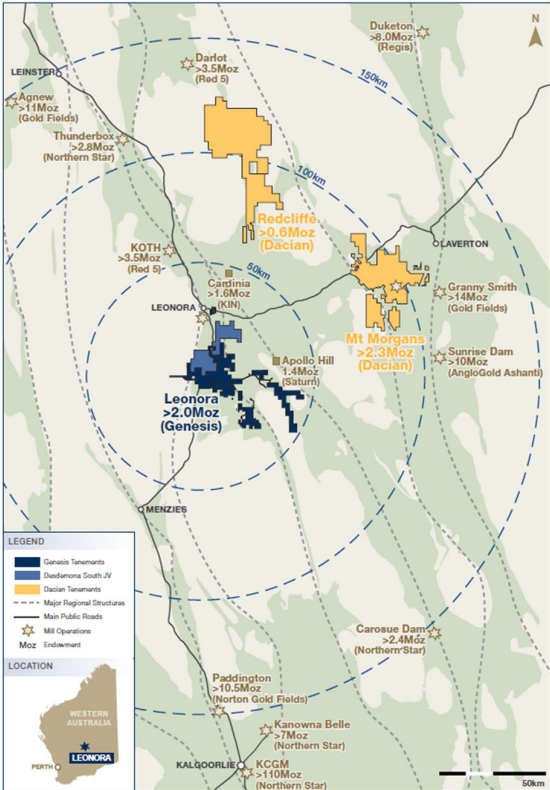 Duketon
>8.0Moz
(Regis)
N
150km
Darlot
>3.5Moz
(Red 5)
LEINSTER
Agnew
>11Moz
(Gold Fields)
Thunderbox
>2.8Moz
(Northern Star)
100km
Redcliffe
>0.6Moz
(Dacian)
LAVERTON
KOTH
>3.5Moz
(Red 5)
50km
Cardinia
>1.6Moz
(KIN)
Granny Smith
>14Moz
(Gold Fields)
LEONORA
Mt Morgans
>2.3Moz
(Dacian)
Sunrise Dam
>10Moz
(AngloGold Ashanti)
Apollo Hill
1.4Moz
(Saturn)
Leonora
>2.0Moz
(Genesis)
MENZIES
LEGEND
Genesis Tenements
Desdemona South JV
Dacian Tenements
Major Regional Structures
Main Public Roads
Mill Operations
Moz Endowment
Carosue Dam
>2.4Moz
(Northern Star)
LOCATION
WESTERN
AUSTRALIA
LEONORA
PERTH
Paddington
>10.5Moz
(Norton Gold Fields)
Kanowna Belle
>7Moz
(Northern Star)
KALGOORLIE
KCGM
>110Moz
(Northern Star)
50km